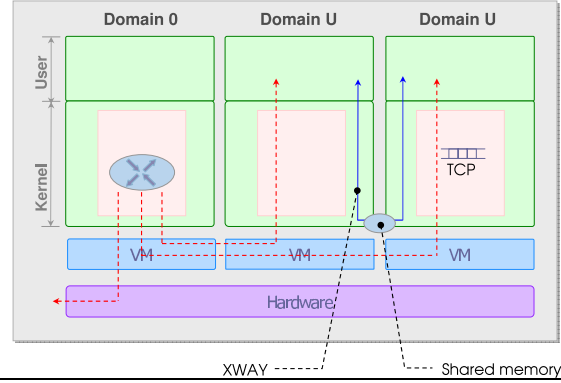 Domain 0
Domain U
Domain U
User
Kernel
TCP
VM
VM
VM
Hardware
XWAY
Shared memory